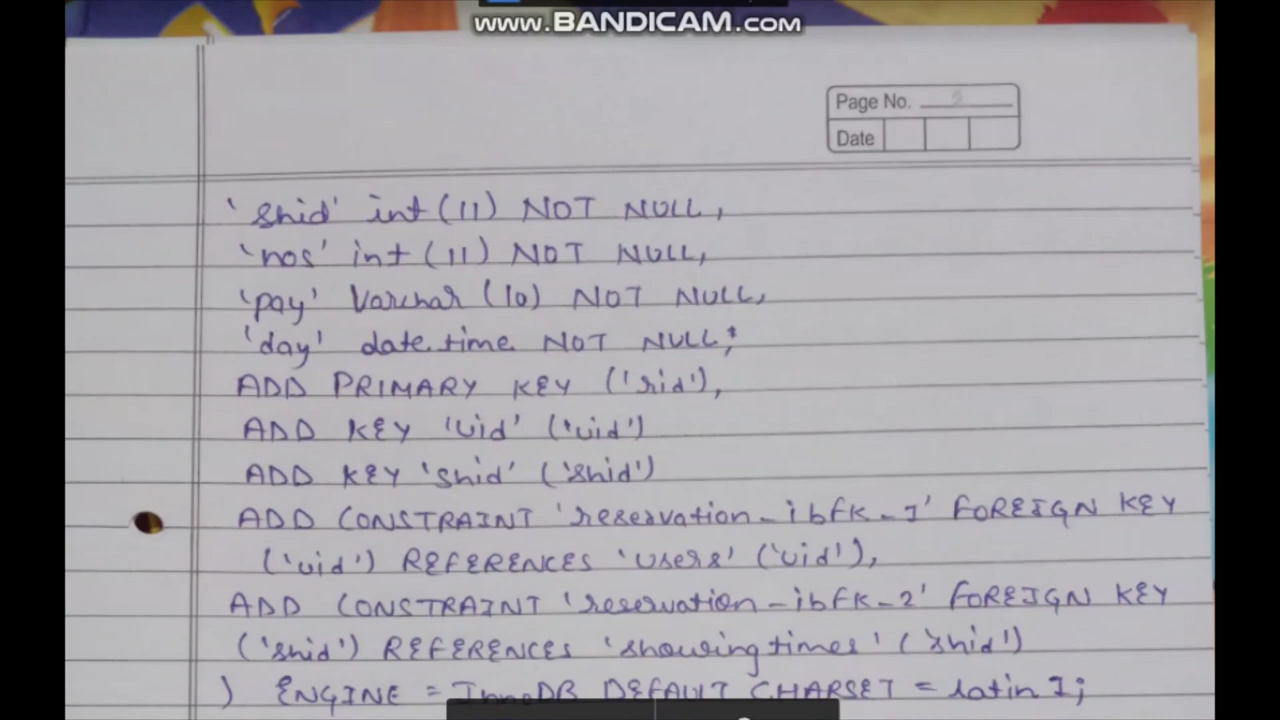 www.BANDICAM.com
Page No.
Date
'shid' int (11) NOT NULL,
'nos' int (11) NOT NULL,
'pay' Varchar (10) NOT NULL,
'day' datetime NOT NULL;
ADD PRIMARY KEY ('rid'),
ADD KEY 'uid' ('uid')
ADD KEY 'shid' ('shid')
ADD CONSTRAINT 'reservation-ibfk-1' FOREIGN KEY
('uid') REFERENCES 'users' ('uid'),
ADD CONSTRAINT 'reservation-ibfk-2' FOREIGN KEY
('shid') REFERENCES 'showingtimes' ('shid')
) ENGINE = InnoDB DEFAULT CHARSET = latin1;